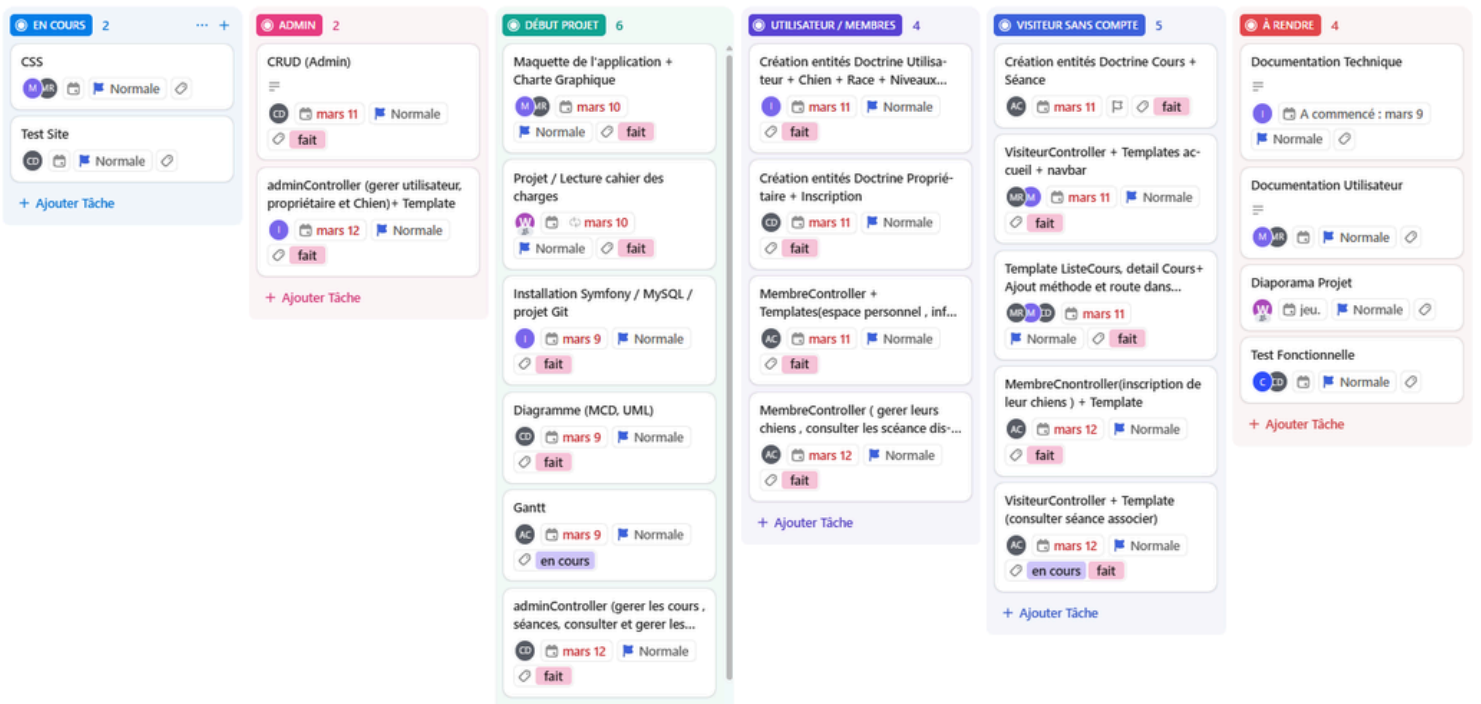 EN COURS 2
CSS
M MR Normale
Test Site
CD Normale
+ Ajouter Tâche
ADMIN 2
CRUD (Admin)
CD mars 11 Normale
fait
adminController (gerer utilisateur,
propriétaire et Chien)+ Template
I mars 12 Normale
fait
+ Ajouter Tâche
DÉBUT PROJET 6
Maquette de l'application +
Charte Graphique
M MR mars 10
Normale fait
Projet / Lecture cahier des
charges
W mars 10
Normale fait
Installation Symfony / MySQL /
projet Git
I mars 9 Normale
fait
Diagramme (MCD, UML)
CD mars 9 Normale
fait
Gantt
AC mars 9 Normale
en cours
adminController (gerer les cours ,
séances, consulter et gerer les...
CD mars 12 Normale
fait
UTILISATEUR / MEMBRES 4
Création entités Doctrine Utilisa-
teur + Chien + Race + Niveaux...
I mars 11 Normale
fait
Création entités Doctrine Proprié-
taire + Inscription
CD mars 11 Normale
fait
MembreController +
Templates(espace personnel , inf...
AC mars 11 Normale
fait
MembreController ( gerer leurs
chiens , consulter les scéance dis-...
AC mars 12 Normale
fait
+ Ajouter Tâche
VISITEUR SANS COMPTE 5
Création entités Doctrine Cours +
Séance
AC mars 11 fait
VisiteurController + Templates ac-
cueil + navbar
MR M mars 11 Normale
fait
Template ListeCours, detail Cours+
Ajout méthode et route dans...
MR M CD mars 11
Normale fait
MembreCnontroller(inscription de
leur chiens ) + Template
AC mars 12 Normale
fait
VisiteurController + Template
(consulter séance associer)
AC mars 12 Normale
en cours fait
+ Ajouter Tâche
À RENDRE 4
Documentation Technique
I A commencé : mars 9
Normale
Documentation Utilisateur
M MR Normale
Diaporama Projet
W jeu. Normale
Test Fonctionnelle
C CD Normale
+ Ajouter Tâche